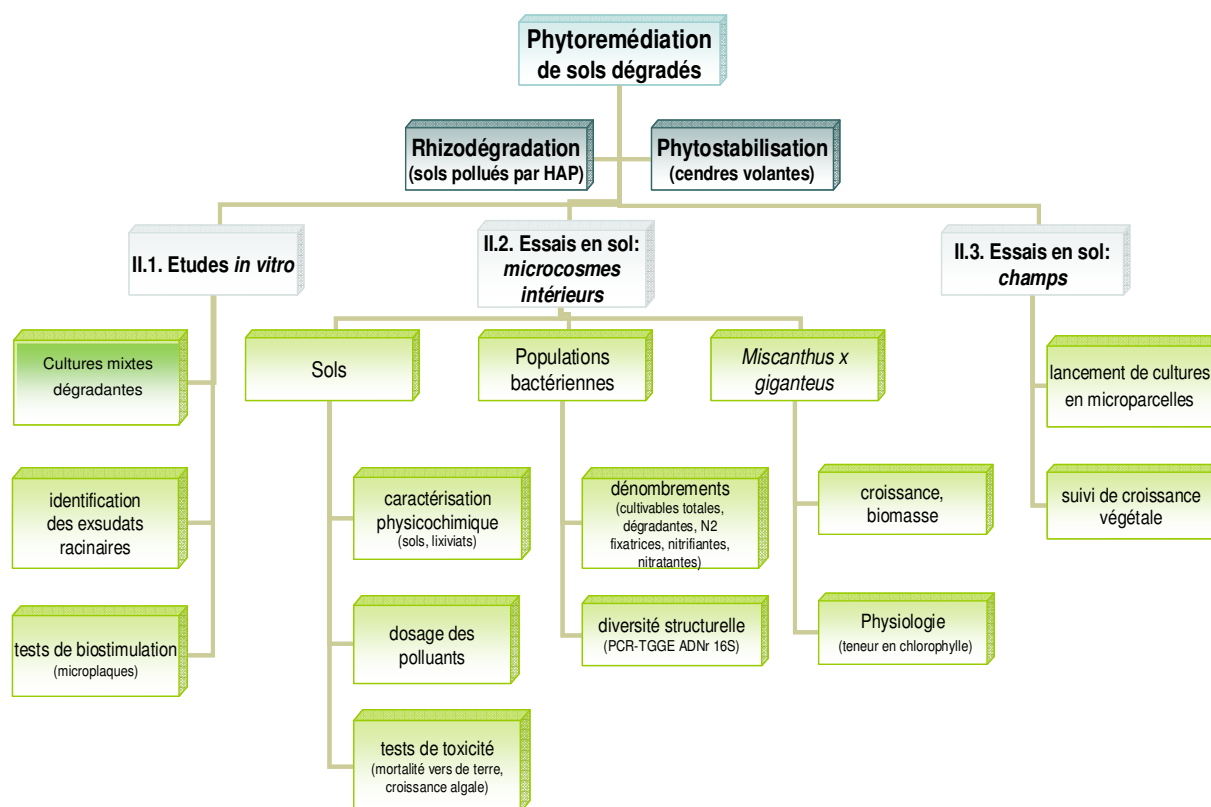 Phytoremédiation
de sols dégradés
Rhizodégradation
(sols pollués par HAP)
Phytostabilisation
(cendres volantes)
II.1. Etudes in vitro
II.2. Essais en sol:
microcosmes
intérieurs
II.3. Essais en sol:
champs
Cultures mixtes
dégradantes
identification
des exsudats
racinaires
tests de biostimulation
(microplaques)
Sols
caractérisation
physicochimique
(sols, lixiviats)
dosage des
polluants
tests de toxicité
(mortalité vers de terre,
croissance algale)
Populations
bactériennes
dénombrements
(cultivables totales,
dégradantes, N2
fixatrices, nitrifiantes,
nitratantes)
diversité structurelle
(PCR-TGGE ADNr 16S)
Miscanthus x
giganteus
croissance,
biomasse
Physiologie
(teneur en chlorophylle)
lancement de cultures
en microparcelles
suivi de croissance
végétale